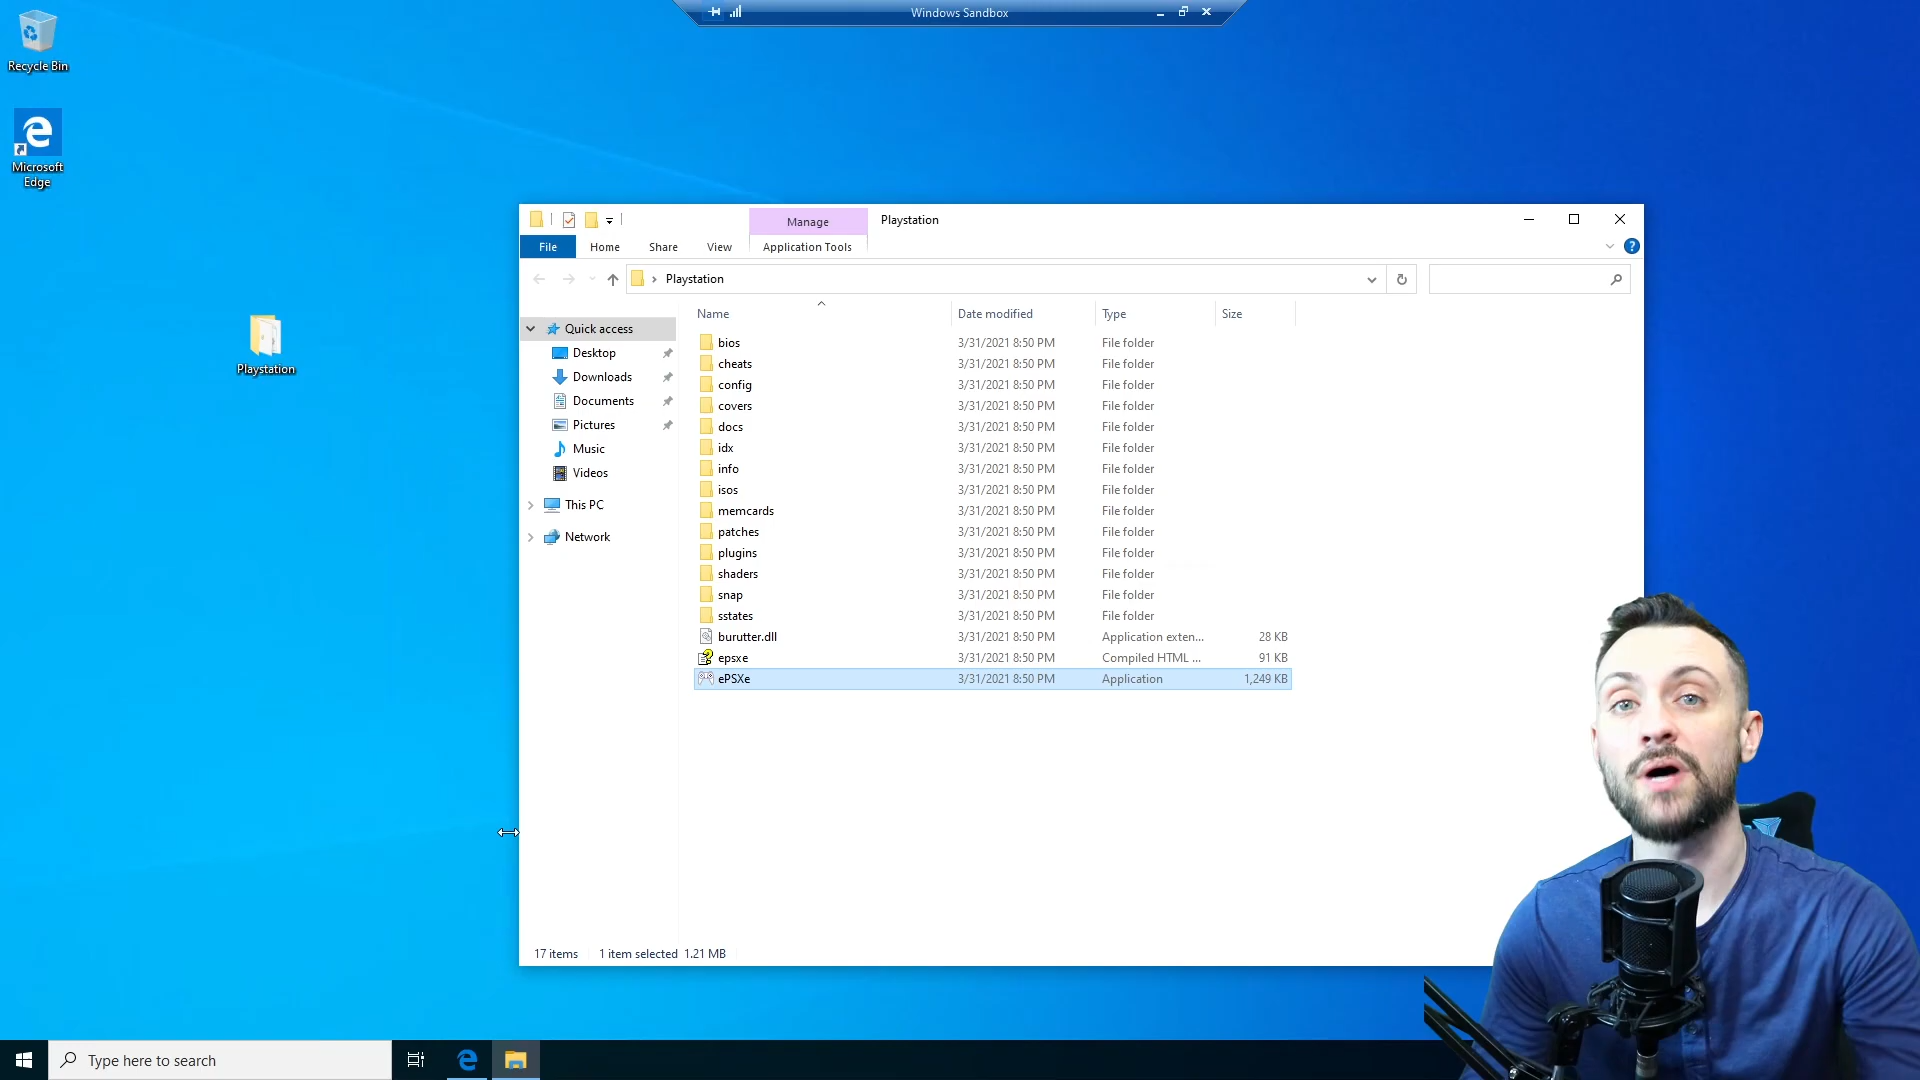 Windows Sandbox
Recycle Bin
Microsoft
Edge
Playstation
Manage
Playstation
File
Home
Share
View
Application Tools
?
Playstation
Name
Date modified
Type
Size
Quick access
Desktop
Downloads
Documents
Pictures
Music
Videos
This PC
Network
bios 3/31/2021 8:50 PM File folder
cheats 3/31/2021 8:50 PM File folder
config 3/31/2021 8:50 PM File folder
covers 3/31/2021 8:50 PM File folder
docs 3/31/2021 8:50 PM File folder
idx 3/31/2021 8:50 PM File folder
info 3/31/2021 8:50 PM File folder
isos 3/31/2021 8:50 PM File folder
memcards 3/31/2021 8:50 PM File folder
patches 3/31/2021 8:50 PM File folder
plugins 3/31/2021 8:50 PM File folder
shaders 3/31/2021 8:50 PM File folder
snap 3/31/2021 8:50 PM File folder
sstates 3/31/2021 8:50 PM File folder
burutter.dll 3/31/2021 8:50 PM Application exten... 28 KB
epsxe 3/31/2021 8:50 PM Compiled HTML ... 91 KB
ePSXe 3/31/2021 8:50 PM Application 1,249 KB
17 items 1 item selected 1.21 MB
Type here to search